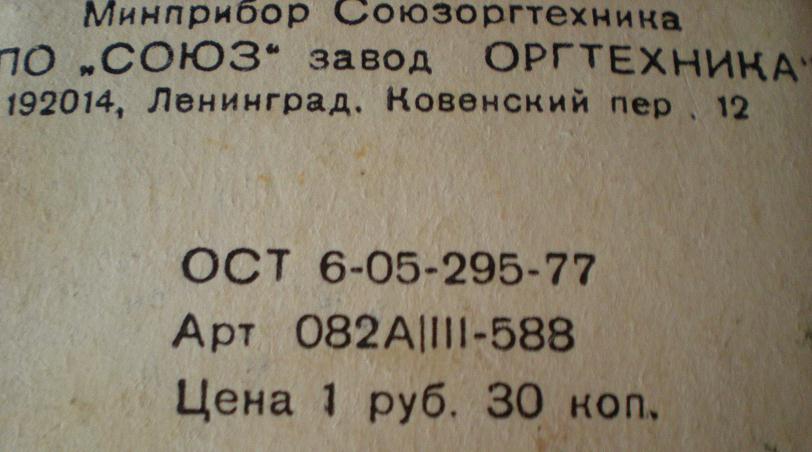 Минприбор Союзоргтехника
ПО „СОЮЗ“ завод ОРГТЕХНИКА"
192014, Ленинград. Ковенский пер. 12
ОСТ 6-05-295-77
Арт 082А|III-588
Цена 1 руб. 30 коп.